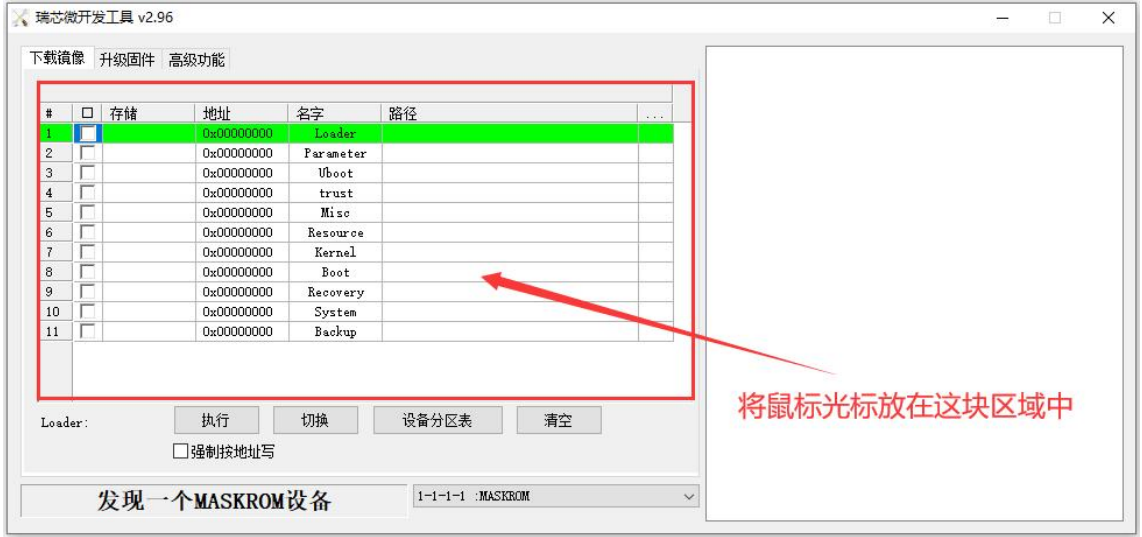 瑞芯微开发工具 v2.96
下载镜像 升级固件 高级功能
# 存储 地址 名字 路径 ...
1 0x00000000 Loader
2 0x00000000 Parameter
3 0x00000000 Uboot
4 0x00000000 trust
5 0x00000000 Misc
6 0x00000000 Resource
7 0x00000000 Kernel
8 0x00000000 Boot
9 0x00000000 Recovery
10 0x00000000 System
11 0x00000000 Backup
将鼠标光标放在这块区域中
Loader: 执行 切换 设备分区表 清空
强制按地址写
发现一个MASKROM设备 1-1-1-1 :MASKROM